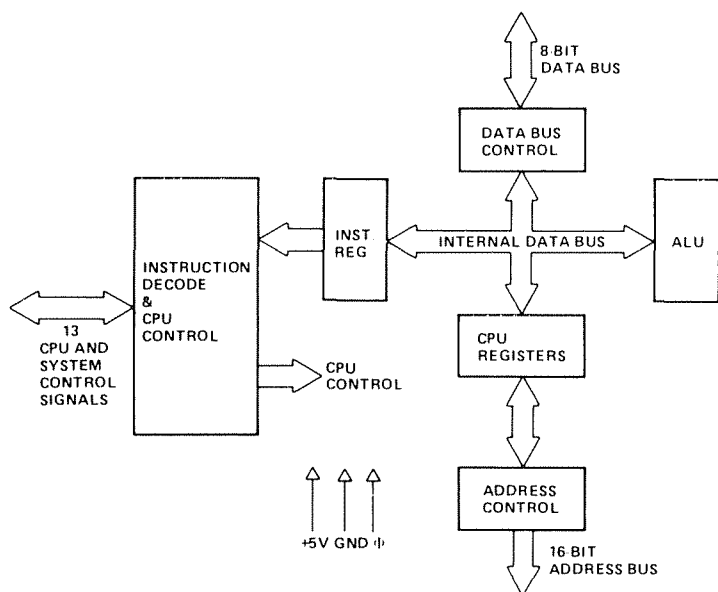 8-BIT
DATA BUS
DATA BUS
CONTROL
INST.
REG
INTERNAL DATA BUS
ALU
INSTRUCTION
DECODE
&
CPU
CONTROL
13
CPU AND
SYSTEM
CONTROL
SIGNALS
CPU
CONTROL
CPU
REGISTERS
ADDRESS
CONTROL
+5V GND Φ
16-BIT
ADDRESS BUS